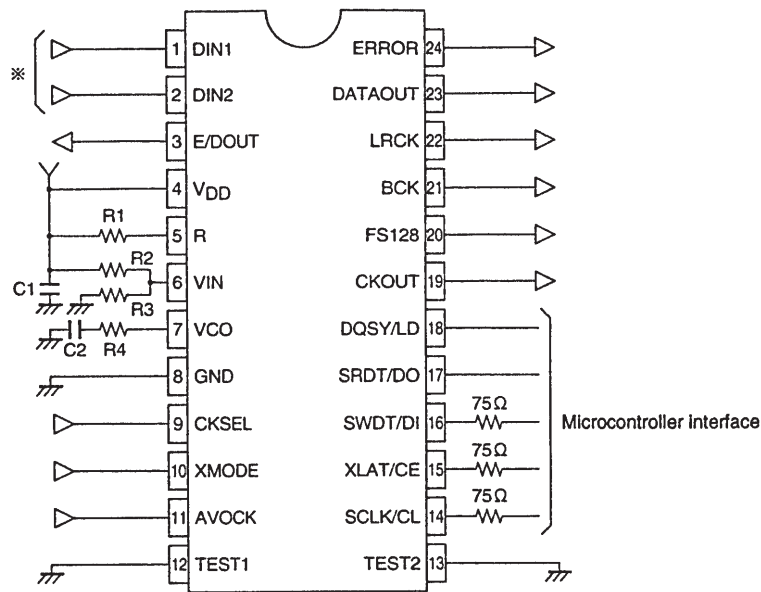 ※
1 DIN1
2 DIN2
3 E/DOUT
4 VDD
R1
5 R
R2
6 VIN
C1
R3
7 VCO
C2 R4
8 GND
9 CKSEL
10 XMODE
11 AVOCK
12 TEST1
ERROR 24
DATAOUT 23
LRCK 22
BCK 21
FS128 20
CKOUT 19
DQSY/LD 18
SRDT/DO 17
75Ω
SWDT/DI 16
Microcontroller interface
75Ω
XLAT/CE 15
75Ω
SCLK/CL 14
TEST2 13